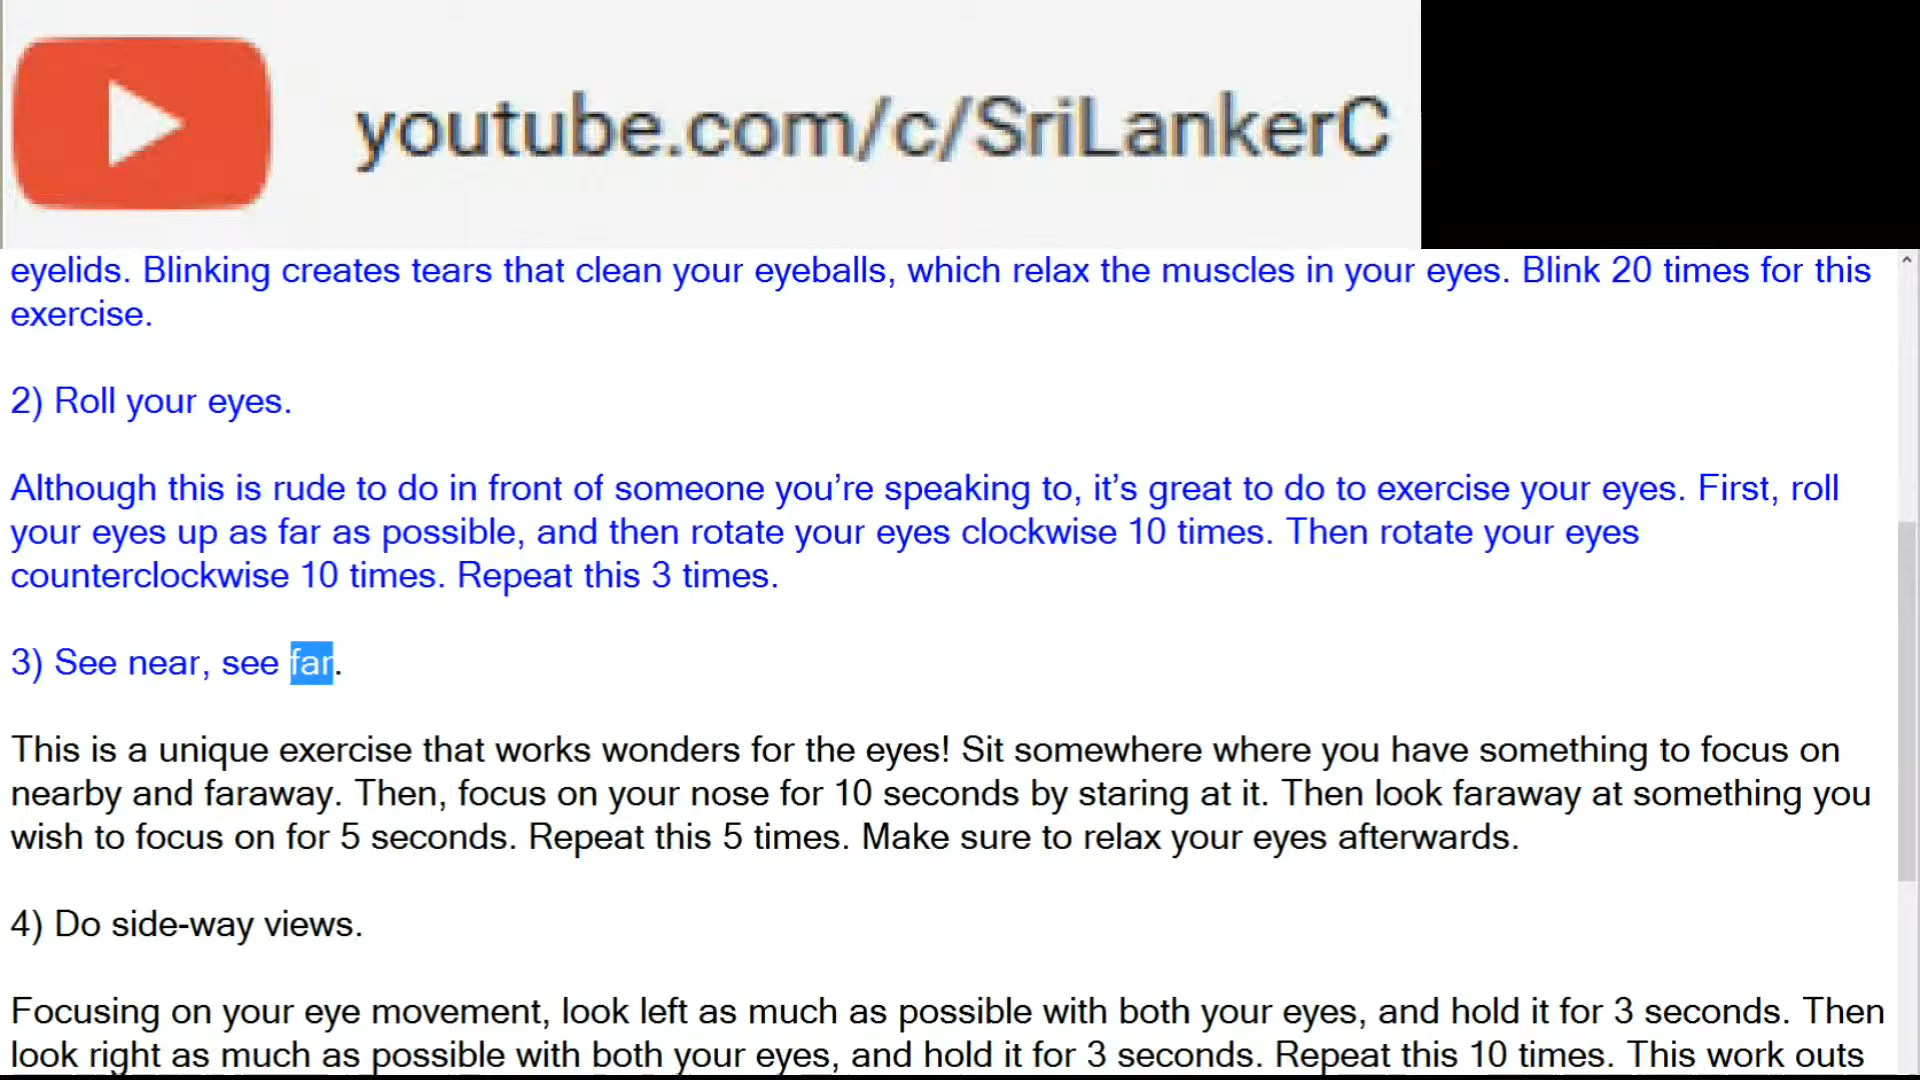 youtube.com/c/SriLankerC
eyelids. Blinking creates tears that clean your eyeballs, which relax the muscles in your eyes. Blink 20 times for this
exercise.
2) Roll your eyes.
Although this is rude to do in front of someone you’re speaking to, it’s great to do to exercise your eyes. First, roll
your eyes up as far as possible, and then rotate your eyes clockwise 10 times. Then rotate your eyes
counterclockwise 10 times. Repeat this 3 times.
3) See near, see far.
This is a unique exercise that works wonders for the eyes! Sit somewhere where you have something to focus on
nearby and faraway. Then, focus on your nose for 10 seconds by staring at it. Then look faraway at something you
wish to focus on for 5 seconds. Repeat this 5 times. Make sure to relax your eyes afterwards.
4) Do side-way views.
Focusing on your eye movement, look left as much as possible with both your eyes, and hold it for 3 seconds. Then
look right as much as possible with both your eyes, and hold it for 3 seconds. Repeat this 10 times. This work outs